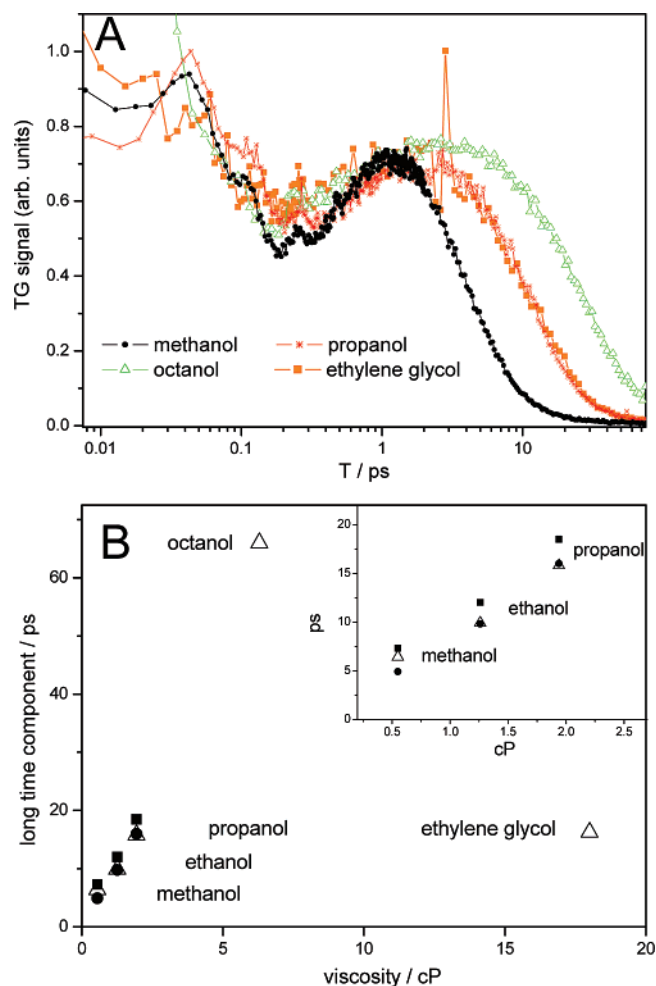 A
1.0
0.8
0.6
0.4
0.2
0.0
TG signal (arb. units)
methanol
propanol
octanol
ethylene glycol
0.01 0.1 1 10
T / ps
B
60
40
20
0
long time component / ps
octanol
propanol
ethanol
methanol
ethylene glycol
0 5 10 15 20
viscosity / cP
20
15
10
5
0
ps
propanol
ethanol
methanol
0.5 1.0 1.5 2.0 2.5
cP